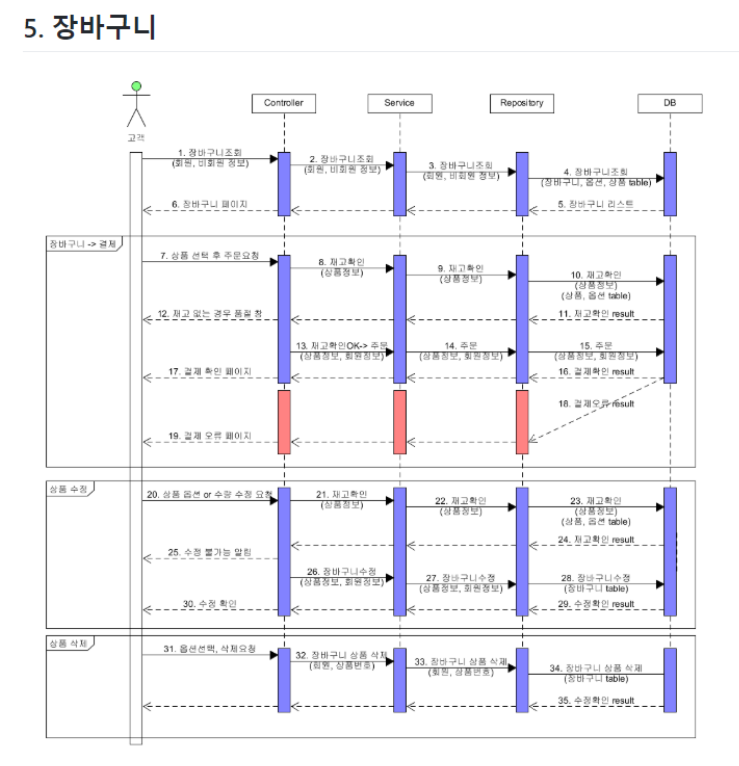 5. 장바구니
Controller
Service
Repository
DB
고객
1. 장바구니조회
(회원, 비회원 정보)
2. 장바구니조회
(회원, 비회원 정보)
3. 장바구니조회
(회원, 비회원 정보)
4. 장바구니조회
(장바구니, 옵션, 상품 table)
6. 장바구니 페이지
5. 장바구니 리스트
장바구니 -> 결제
7. 상품 선택 후 주문요청
8. 재고확인
(상품정보)
9. 재고확인
(상품정보)
10. 재고확인
(상품정보)
(상품, 옵션 table)
12. 재고 없는 경우 품절 창
11. 재고확인 result
13. 재고확인OK-> 주문
(상품정보, 회원정보)
14. 주문
(상품정보, 회원정보)
15. 주문
(상품정보, 회원정보)
17. 결제 확인 페이지
16. 결제확인 result
18. 결제오류 result
19. 결제 오류 페이지
상품 수정
20. 상품 옵션 or 수량 수정 요청
21. 재고확인
(상품정보)
22. 재고확인
(상품정보)
23. 재고확인
(상품정보)
(상품, 옵션 table)
24. 재고확인 result
25. 수정 불가능 알림
26. 장바구니수정
(상품정보, 회원정보)
27. 장바구니수정
(상품정보, 회원정보)
28. 장바구니수정
(장바구니 table)
30. 수정 확인
29. 수정확인 result
상품 삭제
31. 옵션선택, 삭제요청
32. 장바구니 상품 삭제
(회원, 상품번호)
33. 장바구니 상품 삭제
(회원, 상품번호)
34. 장바구니 상품 삭제
(장바구니 table)
35. 수정확인 result